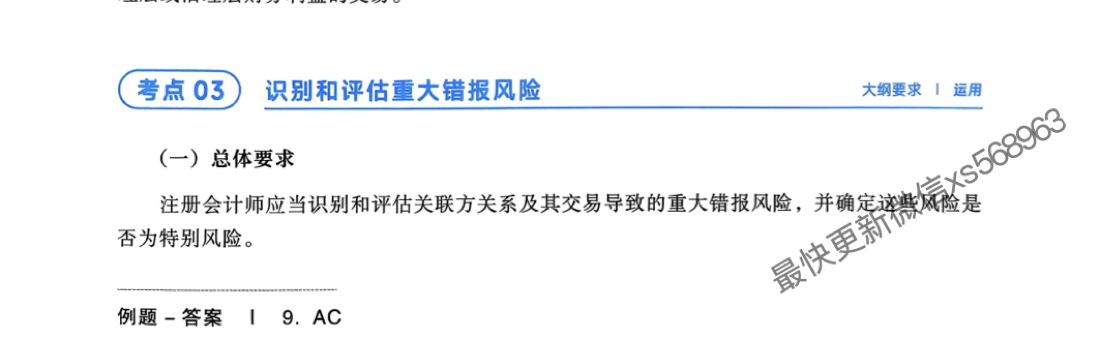 考点 03 识别和评估重大错报风险 大纲要求 | 运用
（一）总体要求
注册会计师应当识别和评估关联方关系及其交易导致的重大错报风险，并确定这些风险是
否为特别风险。
最快更新微信xs568963
例题 – 答案 | 9. AC